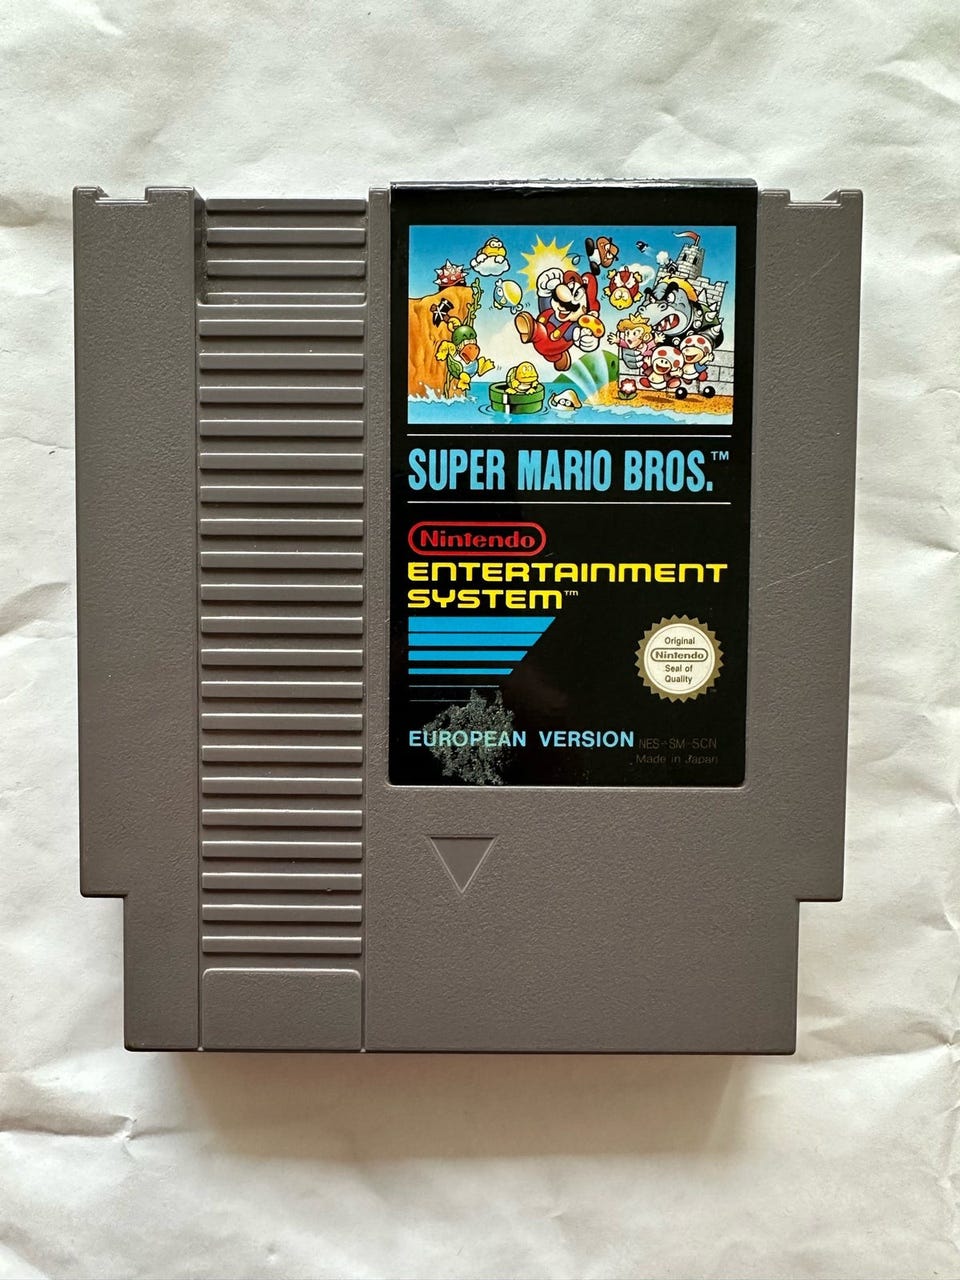 SUPER MARIO BROS.™
Nintendo
ENTERTAINMENT
SYSTEM™
Original
Nintendo
Seal of
Quality
EUROPEAN VERSION
NES-SM-SCN
Made in Japan